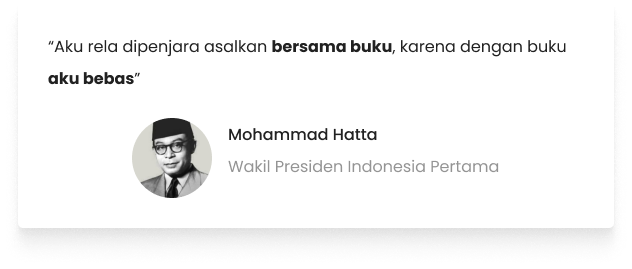 “Aku rela dipenjara asalkan bersama buku, karena dengan buku
aku bebas”
Mohammad Hatta
Wakil Presiden Indonesia Pertama